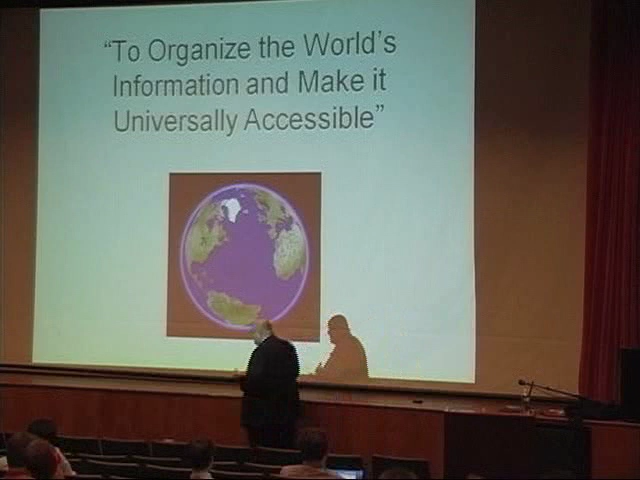 “To Organize the World’s
Information and Make it
Universally Accessible”